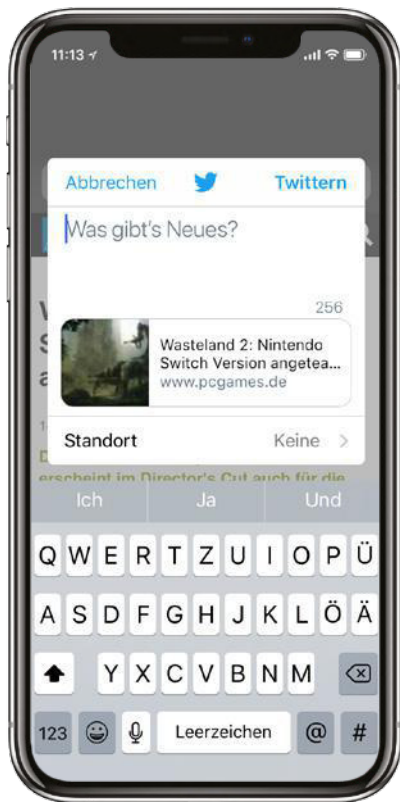 11:13
Abbrechen
Twittern
Was gibt's Neues?
256
Wasteland 2: Nintendo
Switch Version angetea...
www.pcgames.de
Standort
Keine
erscheint im Director's Cut auch für die
Ich Ja Und
Q W E R T Z U I O P Ü
A S D F G H J K L Ö Ä
Y X C V B N M
123 Leerzeichen @ #